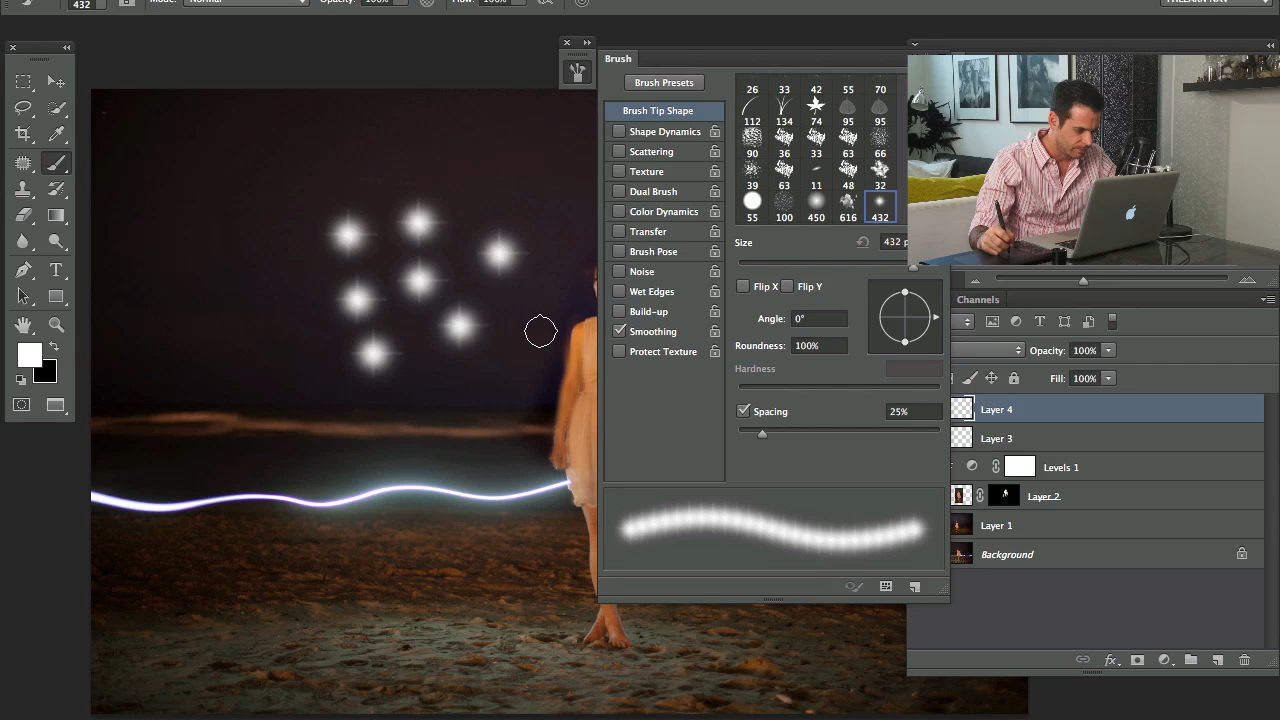 432 Mode: Normal Opacity: 100% Flow: 100%
Brush
Brush Presets
Brush Tip Shape
Shape Dynamics
Scattering
Texture
Dual Brush
Color Dynamics
Transfer
Brush Pose
Noise
Wet Edges
Build-up
Smoothing
Protect Texture
26 33 42 55 70
112 134 74 95 95
90 36 33 63 66
39 63 11 48 32
55 100 450 616 432
Size 432 p
Flip X Flip Y
Angle: 0°
Roundness: 100%
Hardness
Spacing 25%
Channels
Opacity: 100%
Fill: 100%
Layer 4
Layer 3
Levels 1
Layer 2
Layer 1
Background
fx